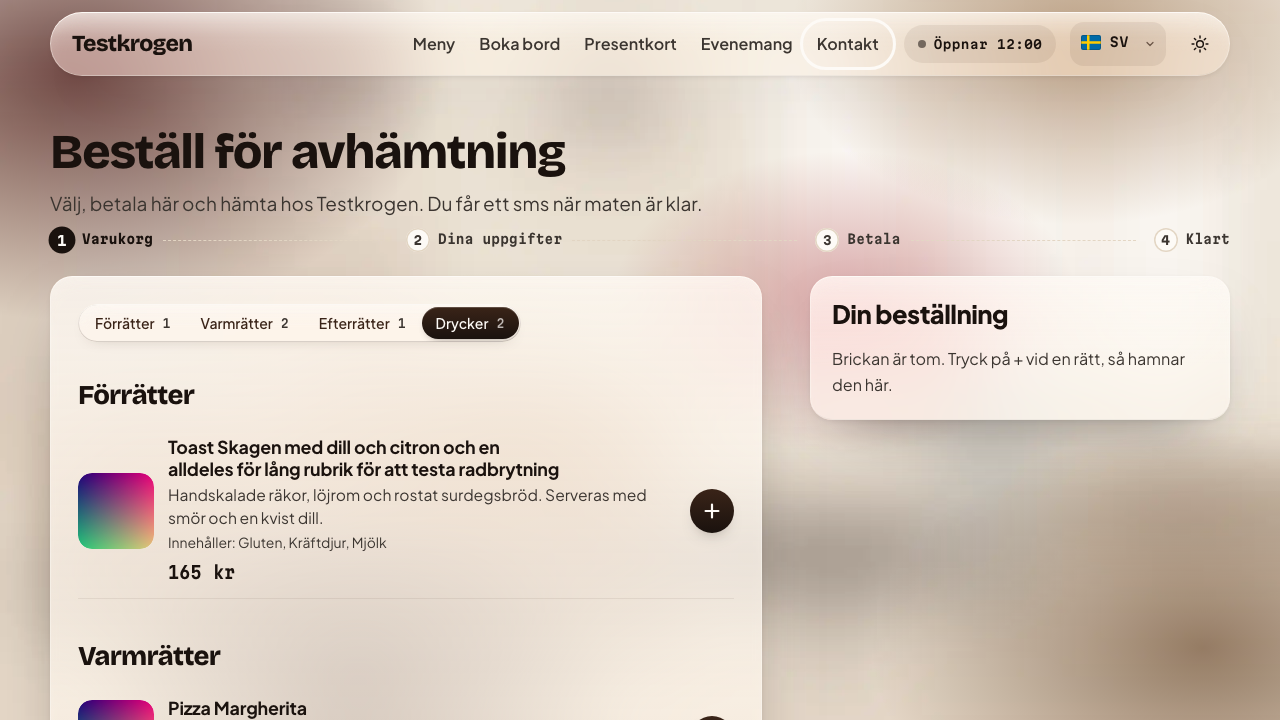 Testkrogen
Meny
Boka bord
Presentkort
Evenemang
Kontakt
Öppnar 12:00
SV
Beställ för avhämtning
Välj, betala här och hämta hos Testkrogen. Du får ett sms när maten är klar.
1 Varukorg
2 Dina uppgifter
3 Betala
4 Klart
Förrätter 1
Varmrätter 2
Efterrätter 1
Drycker 2
Din beställning
Brickan är tom. Tryck på + vid en rätt, så hamnar
den här.
Förrätter
Toast Skagen med dill och citron och en
alldeles för lång rubrik för att testa radbrytning
Handskalade räkor, löjrom och rostat surdegsbröd. Serveras med
smör och en kvist dill.
Innehåller: Gluten, Kräftdjur, Mjölk
165 kr
Varmrätter
Pizza Margherita